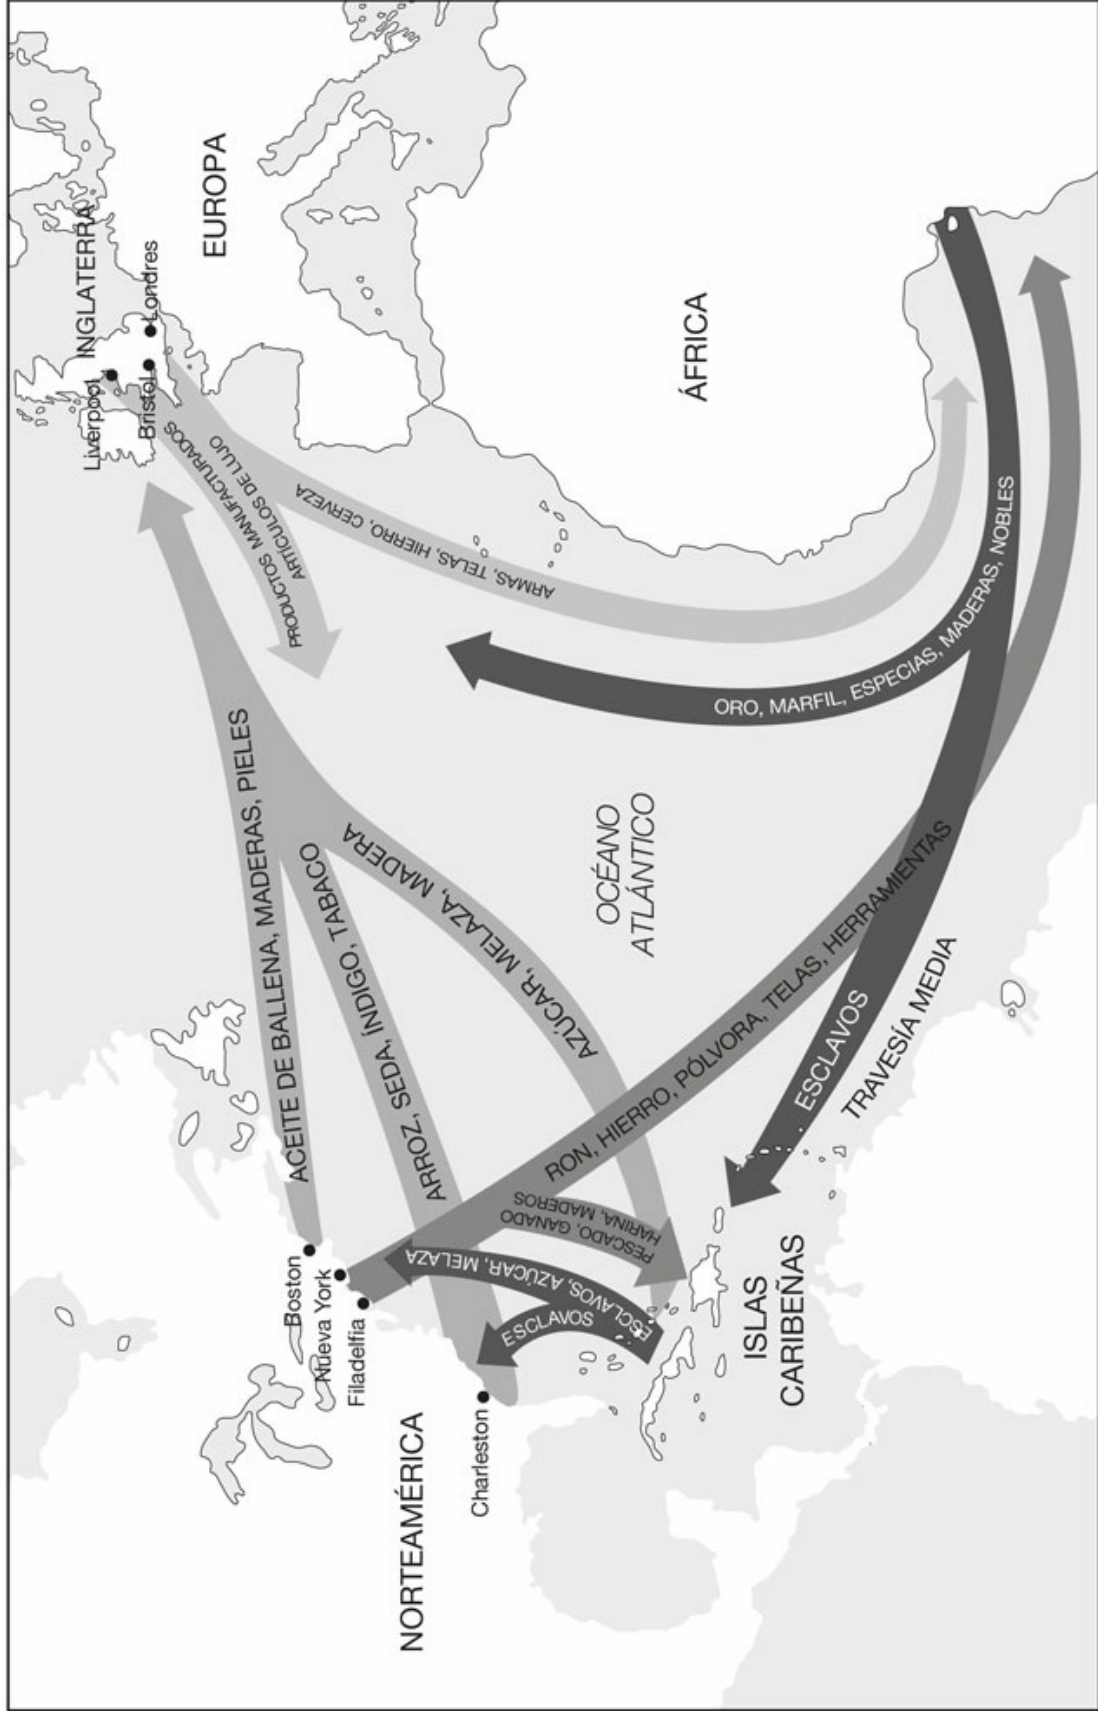 INGLATERRA
Liverpool
Bristol
Londres
EUROPA
PRODUCTOS MANUFACTURADOS
ARTÍCULOS DE LUJO
ARMAS, TELAS, HIERRO, CERVEZA
ÁFRICA
ORO, MARFIL, ESPECIAS, MADERAS, NOBLES
ACEITE DE BALLENA, MADERAS, PIELES
ARROZ, SEDA, ÍNDIGO, TABACO
AZÚCAR, MELAZA, MADERA
OCÉANO
ATLÁNTICO
RON, HIERRO, PÓLVORA, TELAS, HERRAMIENTAS
ESCLAVOS
TRAVESÍA MEDIA
Boston
Nueva York
Filadelfia
NORTEAMÉRICA
Charleston
PESCADO, GANADO
HARINA, MADEROS
ESCLAVOS, AZÚCAR, MELAZA
ESCLAVOS
ISLAS
CARIBEÑAS